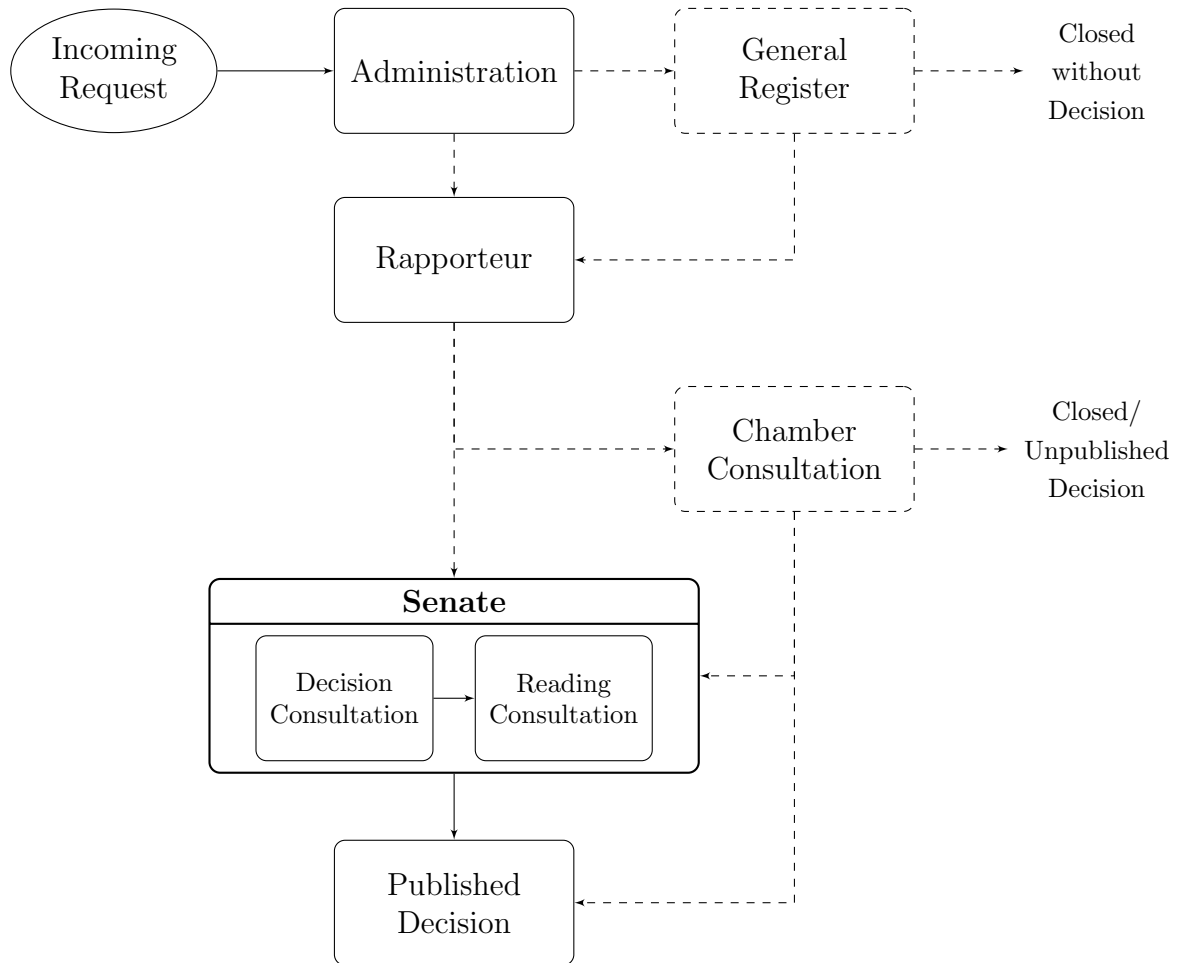 Incoming
Request
Administration
General
Register
Closed
without
Decision
Rapporteur
Chamber
Consultation
Closed/
Unpublished
Decision
Senate
Decision
Consultation
Reading
Consultation
Published
Decision